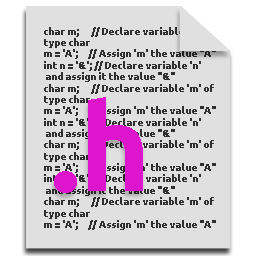 char m;    // Declare variable
type char
m = 'A';    // Assign 'm' the value "A"
int n = '&'; // Declare variable 'n'
and assign it the value "&"
char m;    // Declare variable 'm' of
type char
m = 'A';    // Assign 'm' the value "A"
int n = '&'; // Declare variable 'n'
and assign it the value "&"
char m;    // Declare variable 'm' of
type char
m = 'A';    // Assign 'm' the value "A"
int n = '&'; // Declare variable 'n'
and assign it the value "&"
char m;    // Declare variable 'm' of
type char
m = 'A';    // Assign 'm' the value "A"
.h